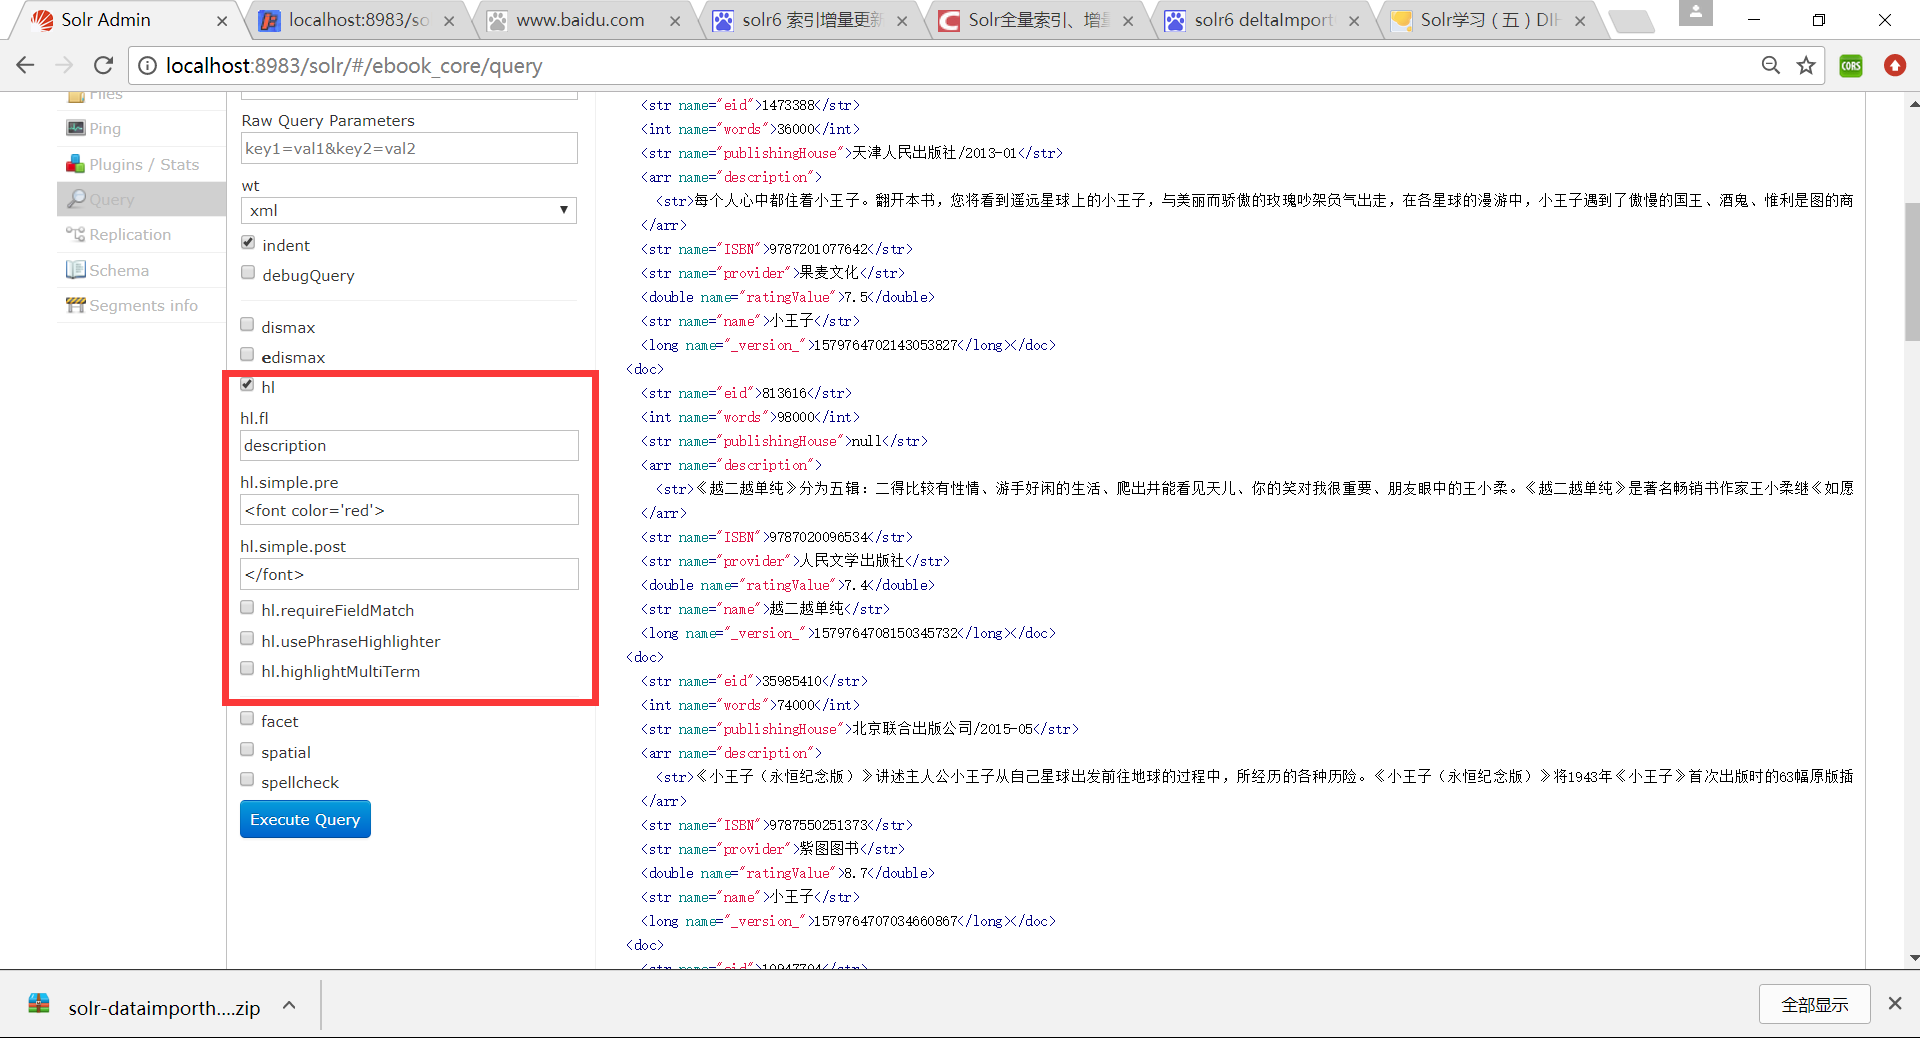 Solr Admin
localhost:8983/so
www.baidu.com
solr6 索引增量更新
Solr全量索引、增量
solr6 deltaImport
Solr学习（五）DIH
localhost:8983/solr/#/ebook_core/query
CORS
Files
Ping
Plugins / Stats
Query
Replication
Schema
Segments info
Raw Query Parameters
key1=val1&key2=val2
wt
xml
indent
debugQuery
dismax
edismax
hl
hl.fl
description
hl.simple.pre
<font color='red'>
hl.simple.post
</font>
hl.requireFieldMatch
hl.usePhraseHighlighter
hl.highlightMultiTerm
facet
spatial
spellcheck
Execute Query
<str name="eid">1473388</str>
<int name="words">36000</int>
<str name="publishingHouse">天津人民出版社/2013-01</str>
<arr name="description">
<str>每个人心中都住着小王子。翻开本书，您将看到遥远星球上的小王子，与美丽而骄傲的玫瑰吵架负气出走，在各星球的漫游中，小王子遇到了傲慢的国王、酒鬼、惟利是图的商
</arr>
<str name="ISBN">9787201077642</str>
<str name="provider">果麦文化</str>
<double name="ratingValue">7.5</double>
<str name="name">小王子</str>
<long name="_version_">1579764702143053827</long></doc>
<doc>
<str name="eid">813616</str>
<int name="words">98000</int>
<str name="publishingHouse">null</str>
<arr name="description">
<str>《越二越单纯》分为五辑：二得比较有性情、游手好闲的生活、爬出井能看见天儿、你的笑对我很重要、朋友眼中的王小柔。《越二越单纯》是著名畅销书作家王小柔继《如愿
</arr>
<str name="ISBN">9787020096534</str>
<str name="provider">人民文学出版社</str>
<double name="ratingValue">7.4</double>
<str name="name">越二越单纯</str>
<long name="_version_">1579764708150345732</long></doc>
<doc>
<str name="eid">35985410</str>
<int name="words">74000</int>
<str name="publishingHouse">北京联合出版公司/2015-05</str>
<arr name="description">
<str>《小王子（永恒纪念版）》讲述主人公小王子从自己星球出发前往地球的过程中，所经历的各种历险。《小王子（永恒纪念版）》将1943年《小王子》首次出版时的63幅原版插
</arr>
<str name="ISBN">9787550251373</str>
<str name="provider">紫图图书</str>
<double name="ratingValue">8.7</double>
<str name="name">小王子</str>
<long name="_version_">1579764707034660867</long></doc>
<doc>
<str name="eid">10947704</str>
solr-dataimporth....zip
全部显示